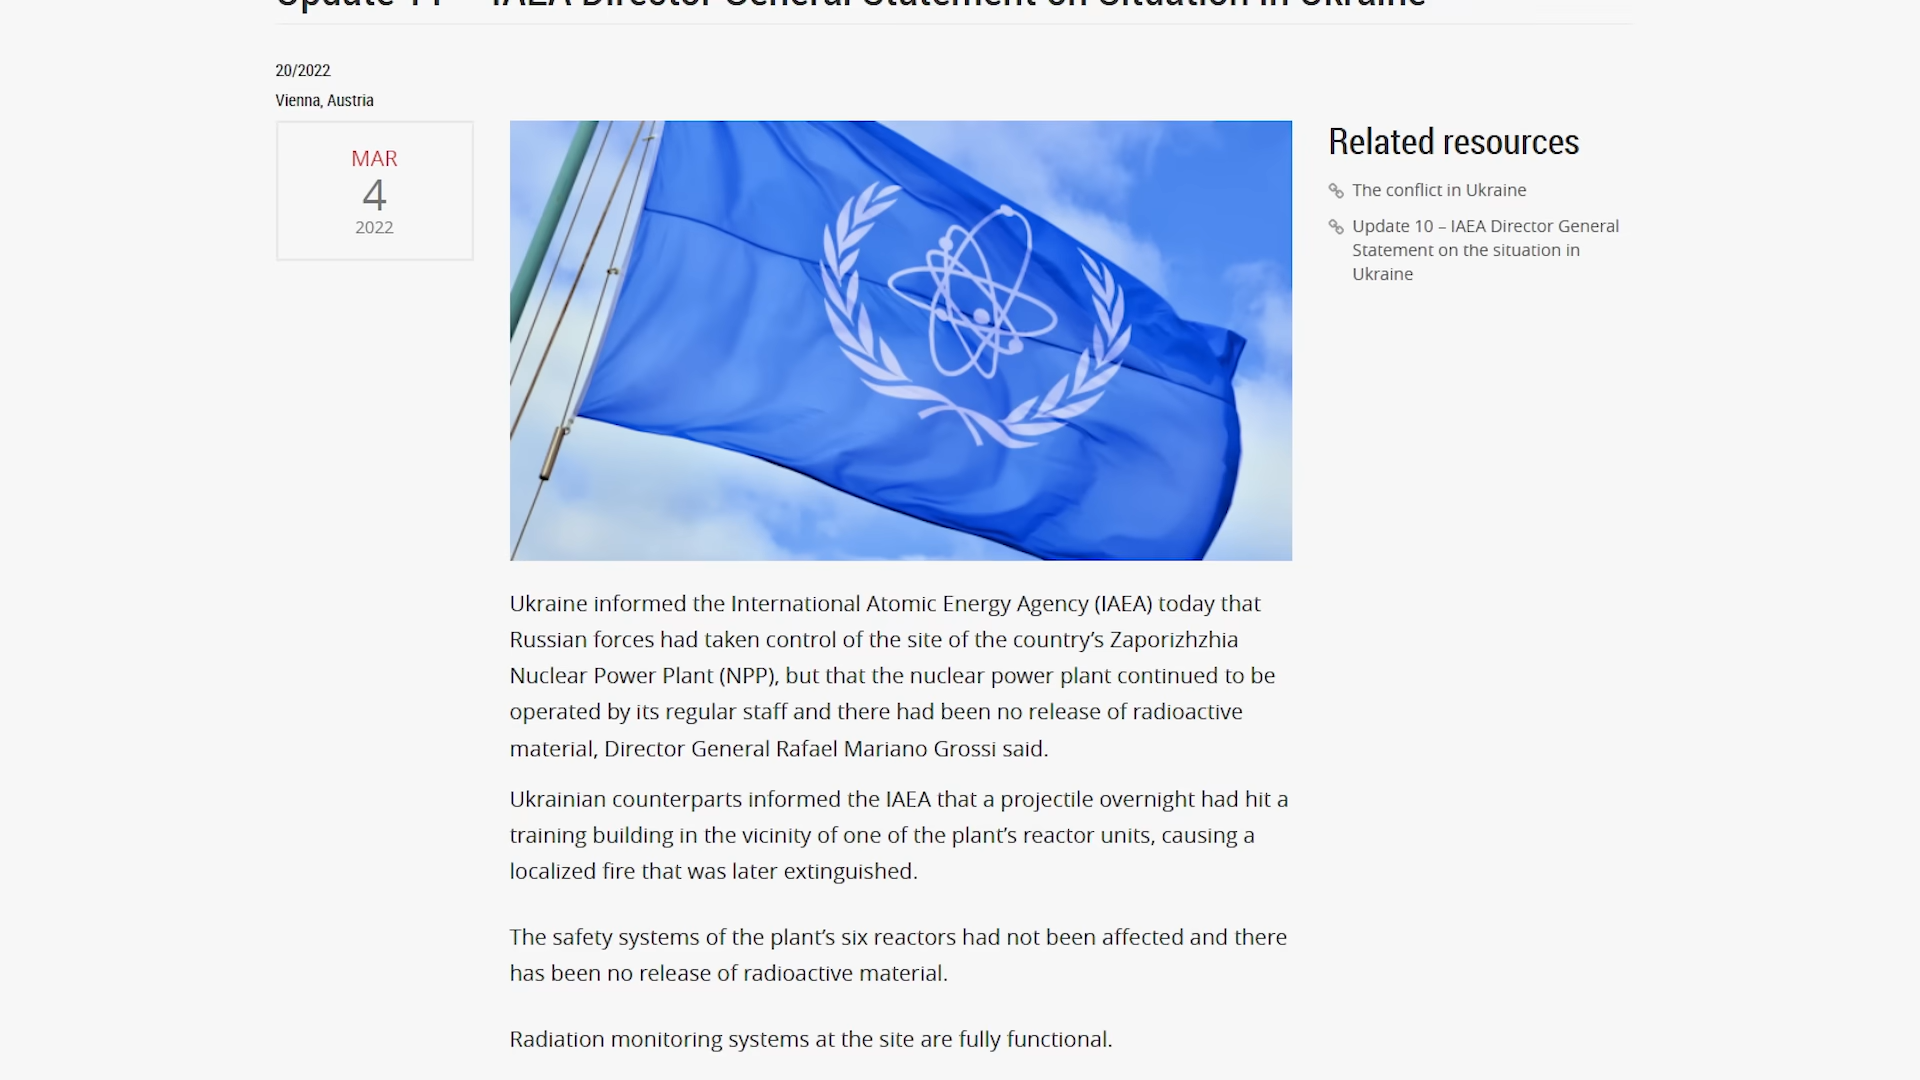 Update 11 – IAEA Director General Statement on Situation in Ukraine
20/2022
Vienna, Austria
MAR
4
2022
Related resources
The conflict in Ukraine
Update 10 – IAEA Director General
Statement on the situation in
Ukraine
Ukraine informed the International Atomic Energy Agency (IAEA) today that
Russian forces had taken control of the site of the country’s Zaporizhzhia
Nuclear Power Plant (NPP), but that the nuclear power plant continued to be
operated by its regular staff and there had been no release of radioactive
material, Director General Rafael Mariano Grossi said.
Ukrainian counterparts informed the IAEA that a projectile overnight had hit a
training building in the vicinity of one of the plant’s reactor units, causing a
localized fire that was later extinguished.
The safety systems of the plant’s six reactors had not been affected and there
has been no release of radioactive material.
Radiation monitoring systems at the site are fully functional.